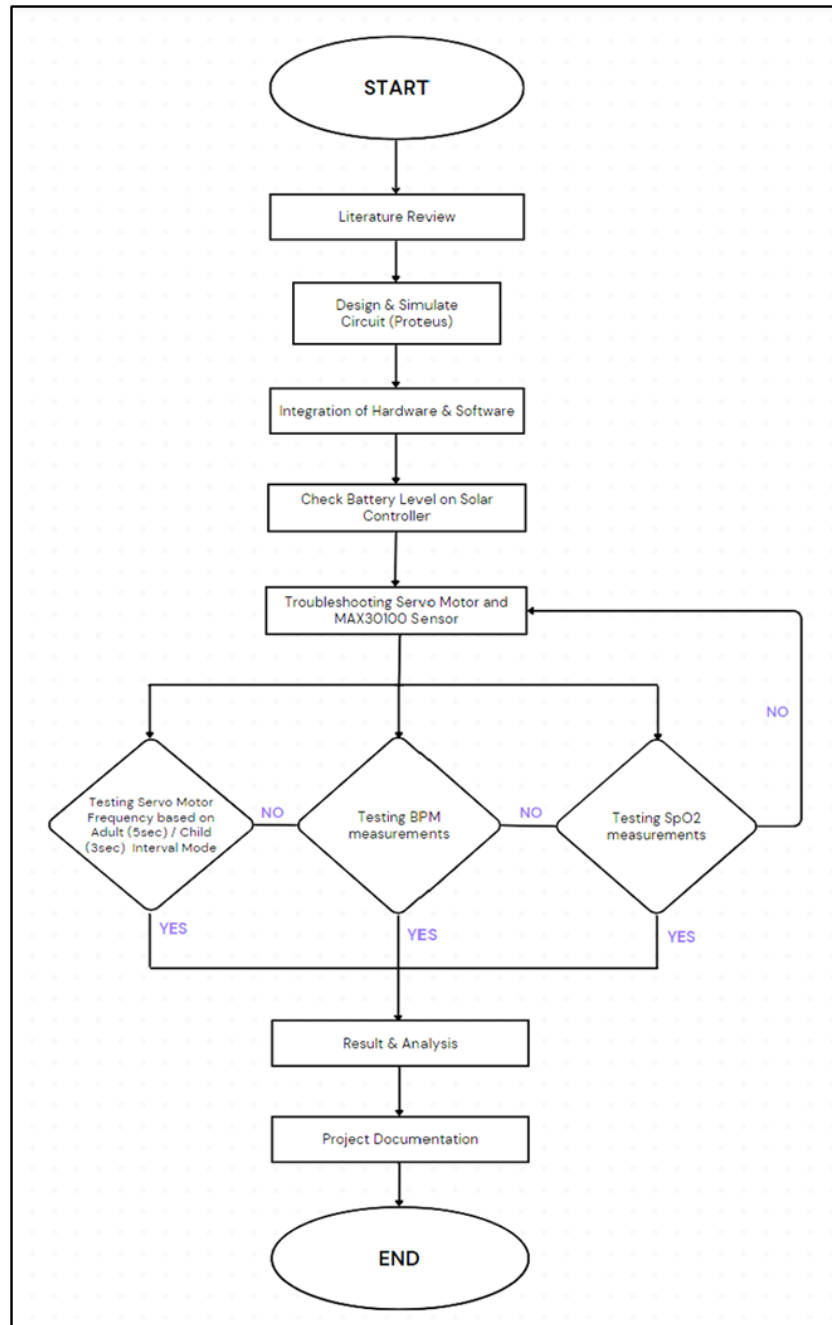 START
Literature Review
Design & Simulate
Circuit (Proteus)
Integration of Hardware & Software
Check Battery Level on Solar
Controller
Troubleshooting Servo Motor and
MAX30100 Sensor
NO
Testing Servo Motor
Frequency based on
Adult (5sec) / Child
(3sec) Interval Mode
NO
Testing BPM
measurements
NO
Testing SpO2
measurements
YES
YES
YES
Result & Analysis
Project Documentation
END